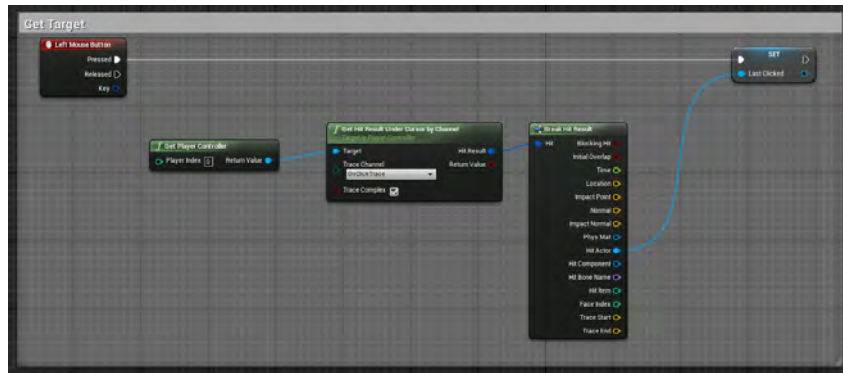 Get Target
Left Mouse Button
Pressed
Released
Key
SET
Last Clicked
Get Player Controller
Player Index 0
Return Value
Get Hit Result Under Cursor by Channel
Target is Player Controller
Target
Hit Result
Trace Channel
Return Value
OnClickTrace
Trace Complex
Break Hit Result
Hit
Blocking Hit
Initial Overlap
Time
Location
Impact Point
Normal
Impact Normal
Phys Mat
Hit Actor
Hit Component
Hit Bone Name
Hit Item
Face Index
Trace Start
Trace End